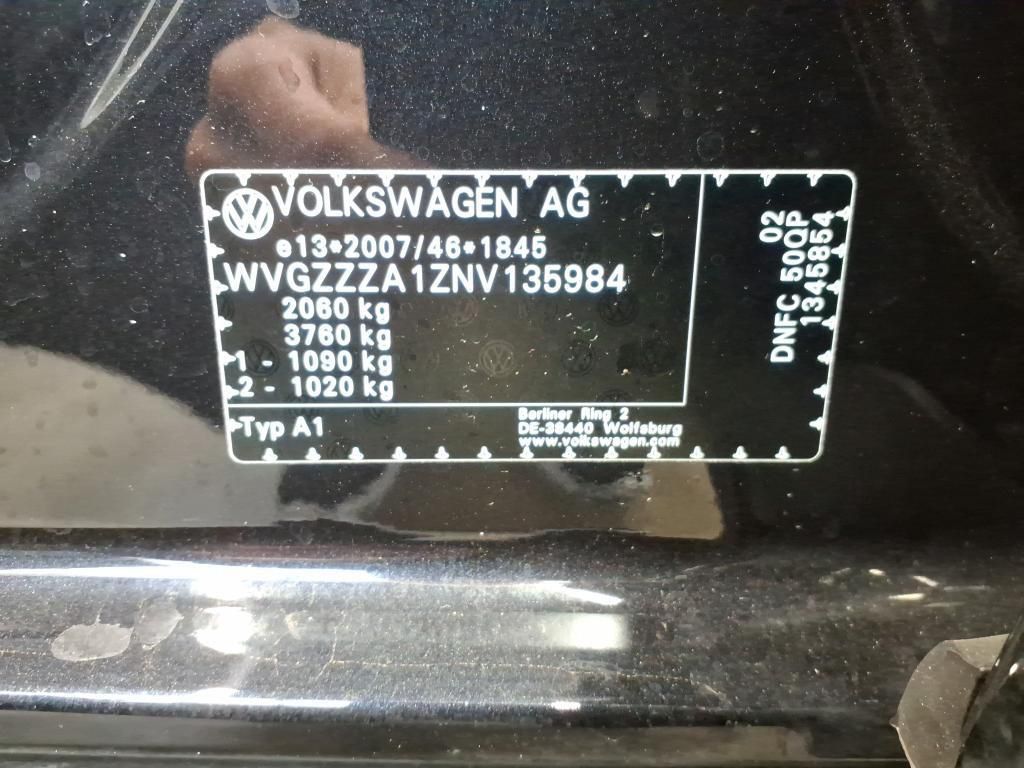 VOLKSWAGEN AG
e13*2007/46*1845
WVGZZZA1ZNV135984
2060 kg
3760 kg
1 - 1090 kg
2 - 1020 kg
Typ A1
Berliner Ring 2
DE-38440 Wolfsburg
www.volkswagen.com
02
DNFC 50QP
1345854